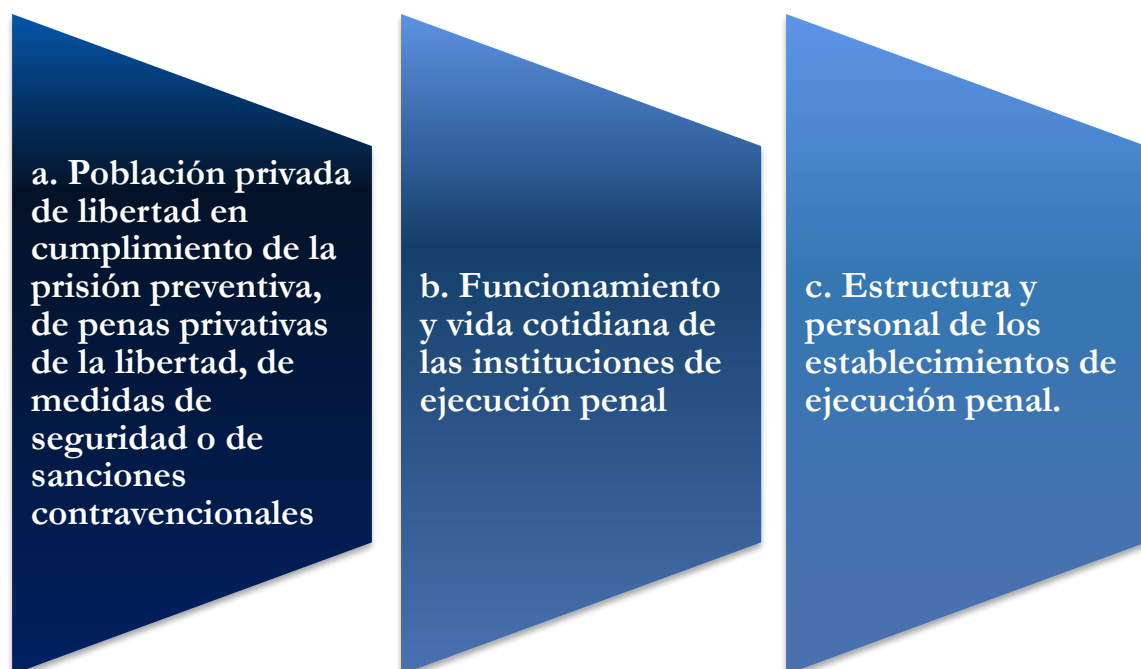 a. Población privada
de libertad en
cumplimiento de la
prisión preventiva,
de penas privativas
de la libertad, de
medidas de
seguridad o de
sanciones
contravencionales
b. Funcionamiento
y vida cotidiana de
las instituciones de
ejecución penal
c. Estructura y
personal de los
establecimientos de
ejecución penal.